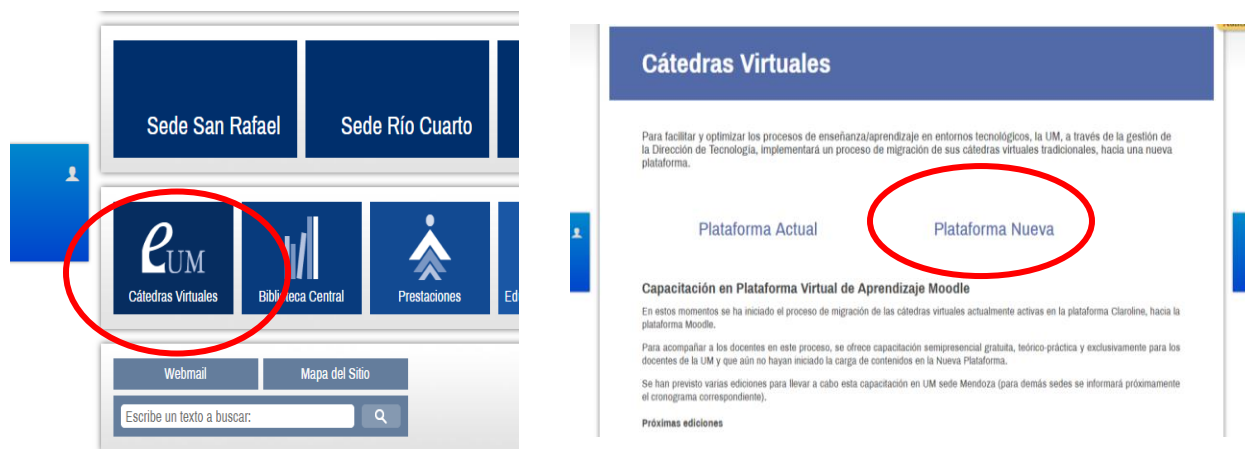 Sede San Rafael
Sede Río Cuarto
eUM
Cátedras Virtuales
Biblioteca Central
Prestaciones
Ed
Webmail
Mapa del Sitio
Escribe un texto a buscar:
Cátedras Virtuales
Para facilitar y optimizar los procesos de enseñanza/aprendizaje en entornos tecnológicos, la UM, a través de la gestión de
la Dirección de Tecnología, implementará un proceso de migración de sus cátedras virtuales tradicionales, hacia una nueva
plataforma.
Plataforma Actual
Plataforma Nueva
Capacitación en Plataforma Virtual de Aprendizaje Moodle
En estos momentos se ha iniciado el proceso de migración de las cátedras virtuales actualmente activas en la plataforma Claroline, hacia la
plataforma Moodle.
Para acompañar a los docentes en este proceso, se ofrece capacitación semipresencial gratuita, teórico-práctica y exclusivamente para los
docentes de la UM y que aún no hayan iniciado la carga de contenidos en la Nueva Plataforma.
Se han previsto varias ediciones para llevar a cabo esta capacitación en UM sede Mendoza (para demás sedes se informará próximamente
el cronograma correspondiente).
Próximas ediciones